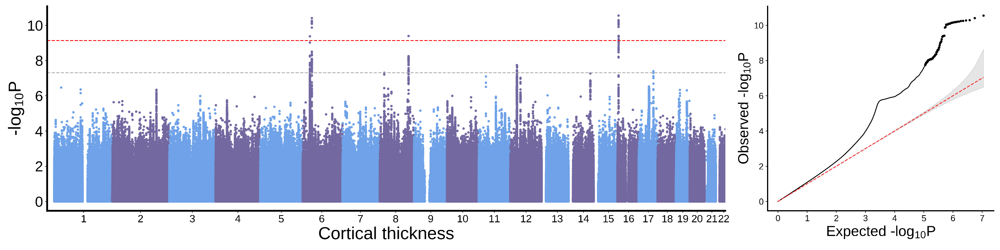 -log10P
10
8
6
4
2
0
1 2 3 4 5 6 7 8 9 10 11 12 13 14 15 16 17 18 19 20 21 22
Cortical thickness
Observed -log10P
10
8
6
4
2
0
0 1 2 3 4 5 6 7
Expected -log10P